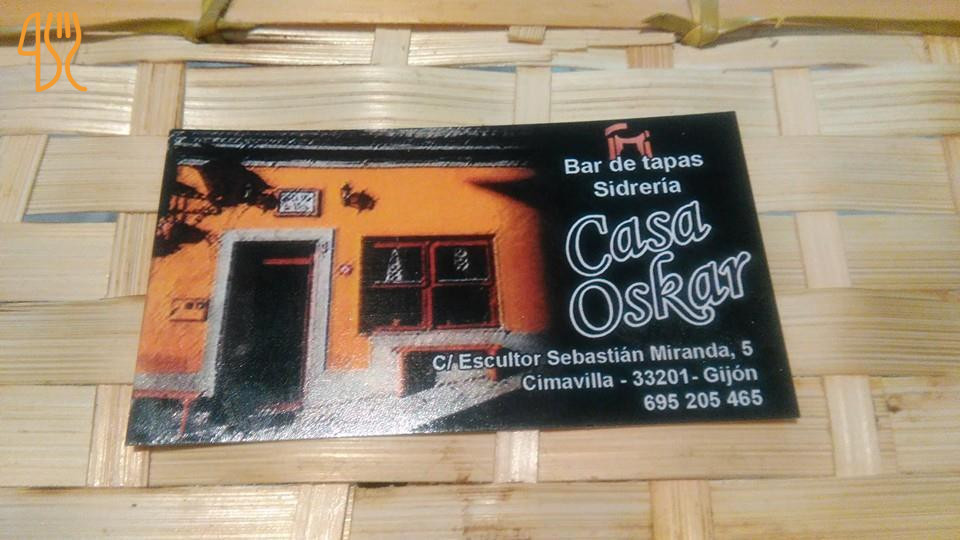 Bar de tapas
Sidrería
Casa
Oskar
C/ Escultor Sebastián Miranda, 5
Cimavilla - 33201- Gijón
695 205 465